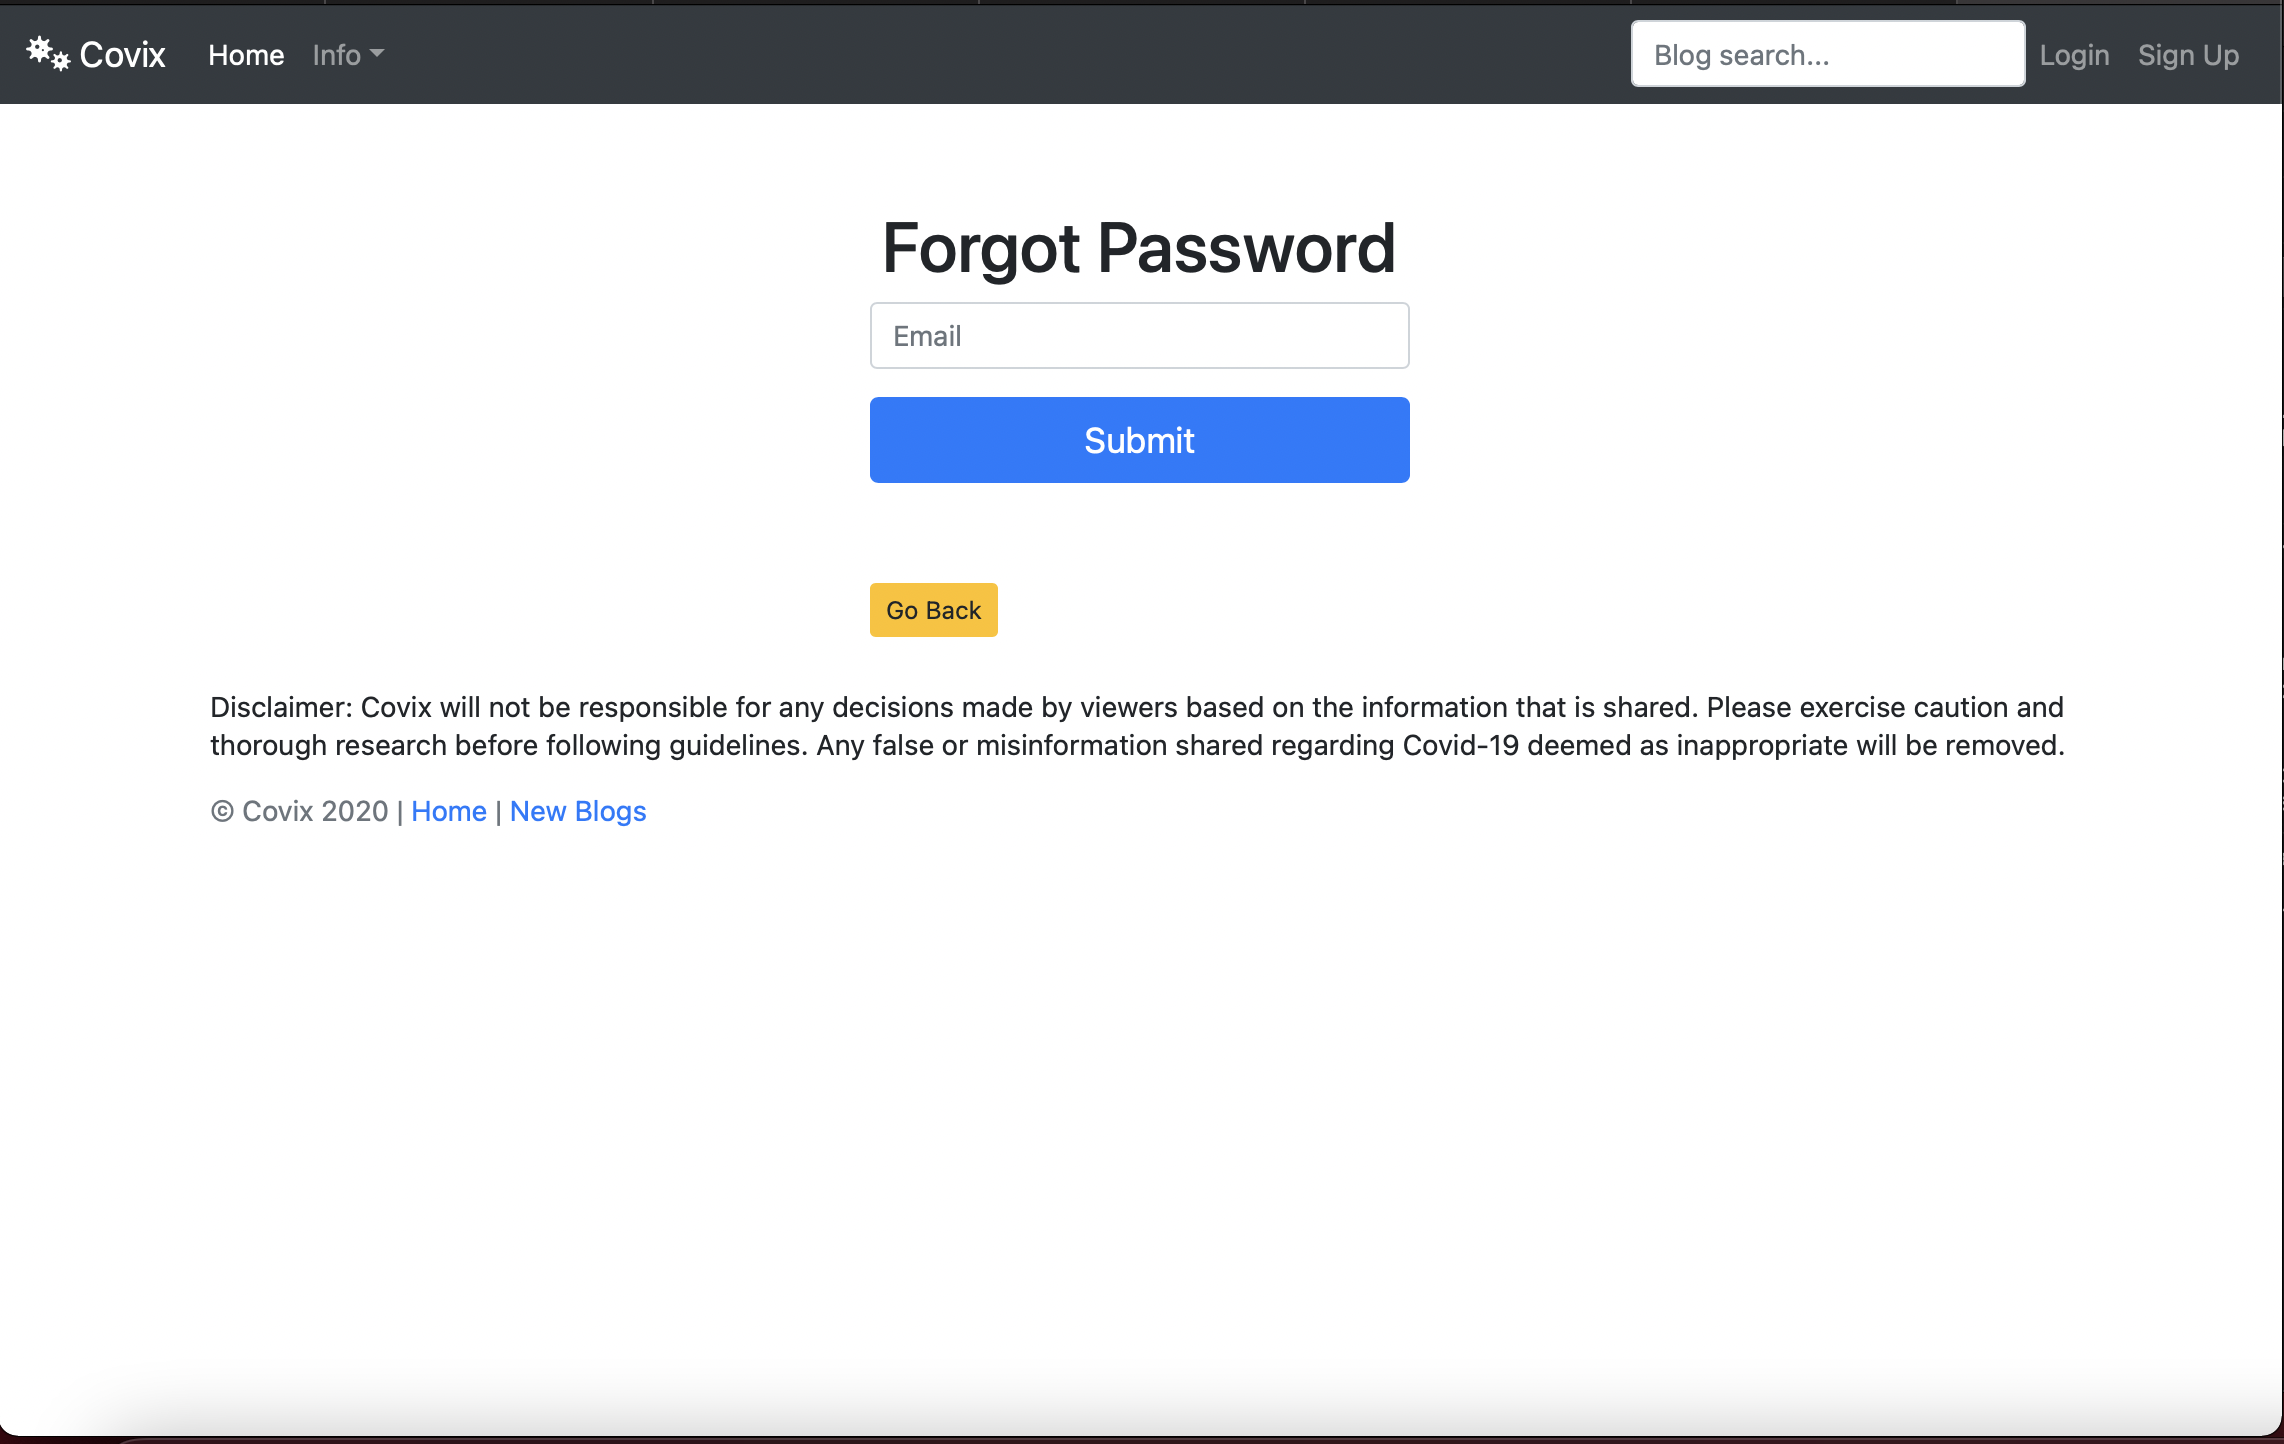 Covix Home Info Blog search... Login Sign Up
Forgot Password
Email
Submit
Go Back
Disclaimer: Covix will not be responsible for any decisions made by viewers based on the information that is shared. Please exercise caution and
thorough research before following guidelines. Any false or misinformation shared regarding Covid-19 deemed as inappropriate will be removed.
© Covix 2020 | Home | New Blogs